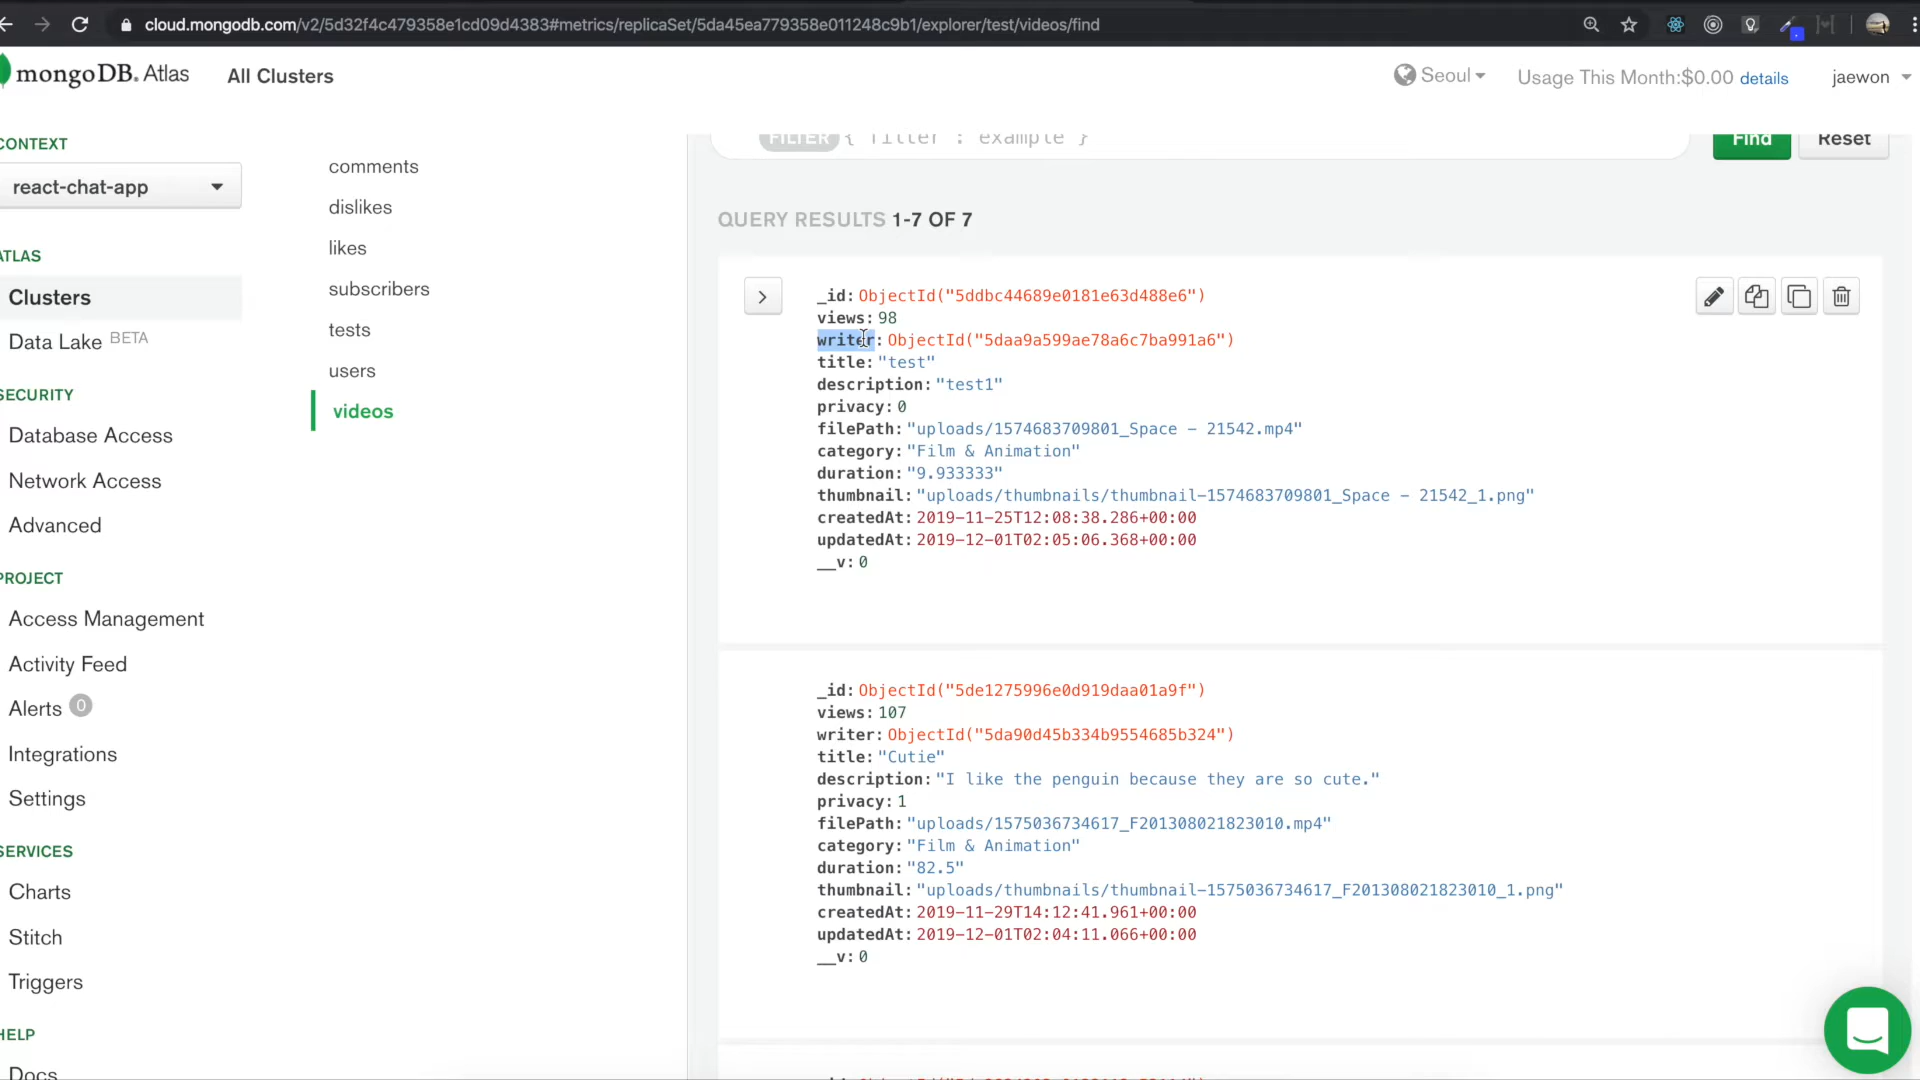 cloud.mongodb.com/v2/5d32f4c479358e1cd09d4383#metrics/replicaSet/5da45ea779358e011248c9b1/explorer/test/videos/find
mongoDB. Atlas
All Clusters
Seoul
Usage This Month:$0.00 details
jaewon
CONTEXT
react-chat-app
ATLAS
Clusters
Data Lake BETA
SECURITY
Database Access
Network Access
Advanced
PROJECT
Access Management
Activity Feed
Alerts 0
Integrations
Settings
SERVICES
Charts
Stitch
Triggers
HELP
Docs
comments
dislikes
likes
subscribers
tests
users
videos
FILTER { filter : example }
Find
Reset
QUERY RESULTS 1-7 OF 7
_id: ObjectId("5ddbc44689e0181e63d488e6")
views: 98
writer: ObjectId("5daa9a599ae78a6c7ba991a6")
title: "test"
description: "test1"
privacy: 0
filePath: "uploads/1574683709801_Space - 21542.mp4"
category: "Film & Animation"
duration: "9.933333"
thumbnail: "uploads/thumbnails/thumbnail-1574683709801_Space - 21542_1.png"
createdAt: 2019-11-25T12:08:38.286+00:00
updatedAt: 2019-12-01T02:05:06.368+00:00
__v: 0
_id: ObjectId("5de1275996e0d919daa01a9f")
views: 107
writer: ObjectId("5da90d45b334b9554685b324")
title: "Cutie"
description: "I like the penguin because they are so cute."
privacy: 1
filePath: "uploads/1575036734617_F201308021823010.mp4"
category: "Film & Animation"
duration: "82.5"
thumbnail: "uploads/thumbnails/thumbnail-1575036734617_F201308021823010_1.png"
createdAt: 2019-11-29T14:12:41.961+00:00
updatedAt: 2019-12-01T02:04:11.066+00:00
__v: 0